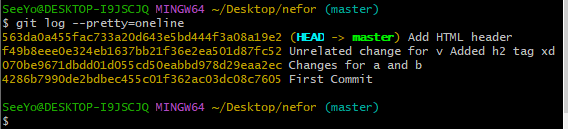 SeeYo@DESKTOP-I9JSCJQ MINGW64 ~/Desktop/nefor (master)
$ git log --pretty=oneline
563da0a455fac733a20d643e5bd444f3a08a19e2 (HEAD -> master) Add HTML header
f49b8eee0e324eb1637bb21f36e2ea501d87fc52 Unrelated change for v Added h2 tag xd
070be9671dbdd01d055cd50eabbd978d29eaa2ec Changes for a and b
4286b7990de2bdbec455c01f362ac03dc08c7605 First Commit
SeeYo@DESKTOP-I9JSCJQ MINGW64 ~/Desktop/nefor (master)
$